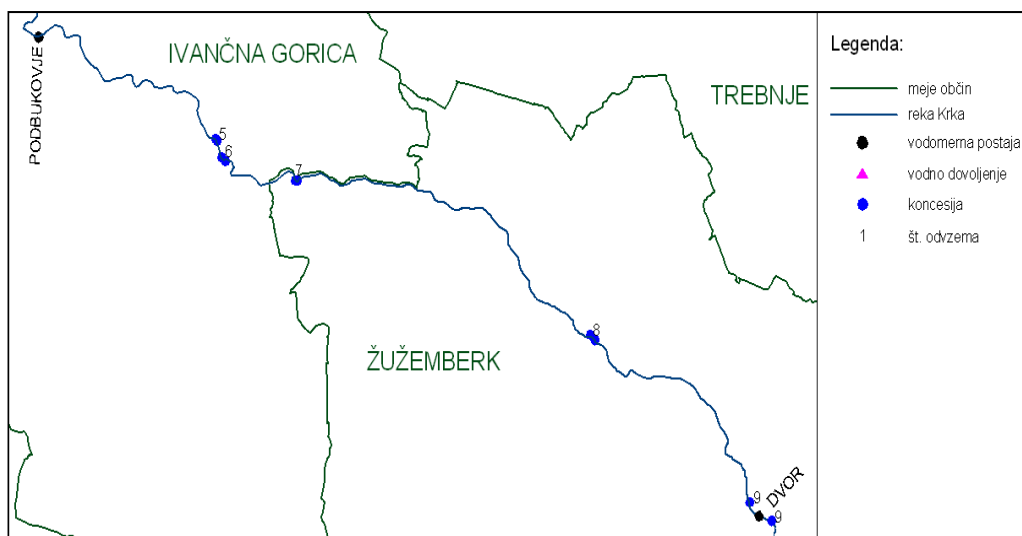 IVANČNA GORICA
TREBNJE
PODBUKOVJE
5
6
7
8
ŽUŽEMBERK
9
DVOR
9
Legenda:
meje občin
reka Krka
vodomerna postaja
vodno dovoljenje
koncesija
1 št. odvzema